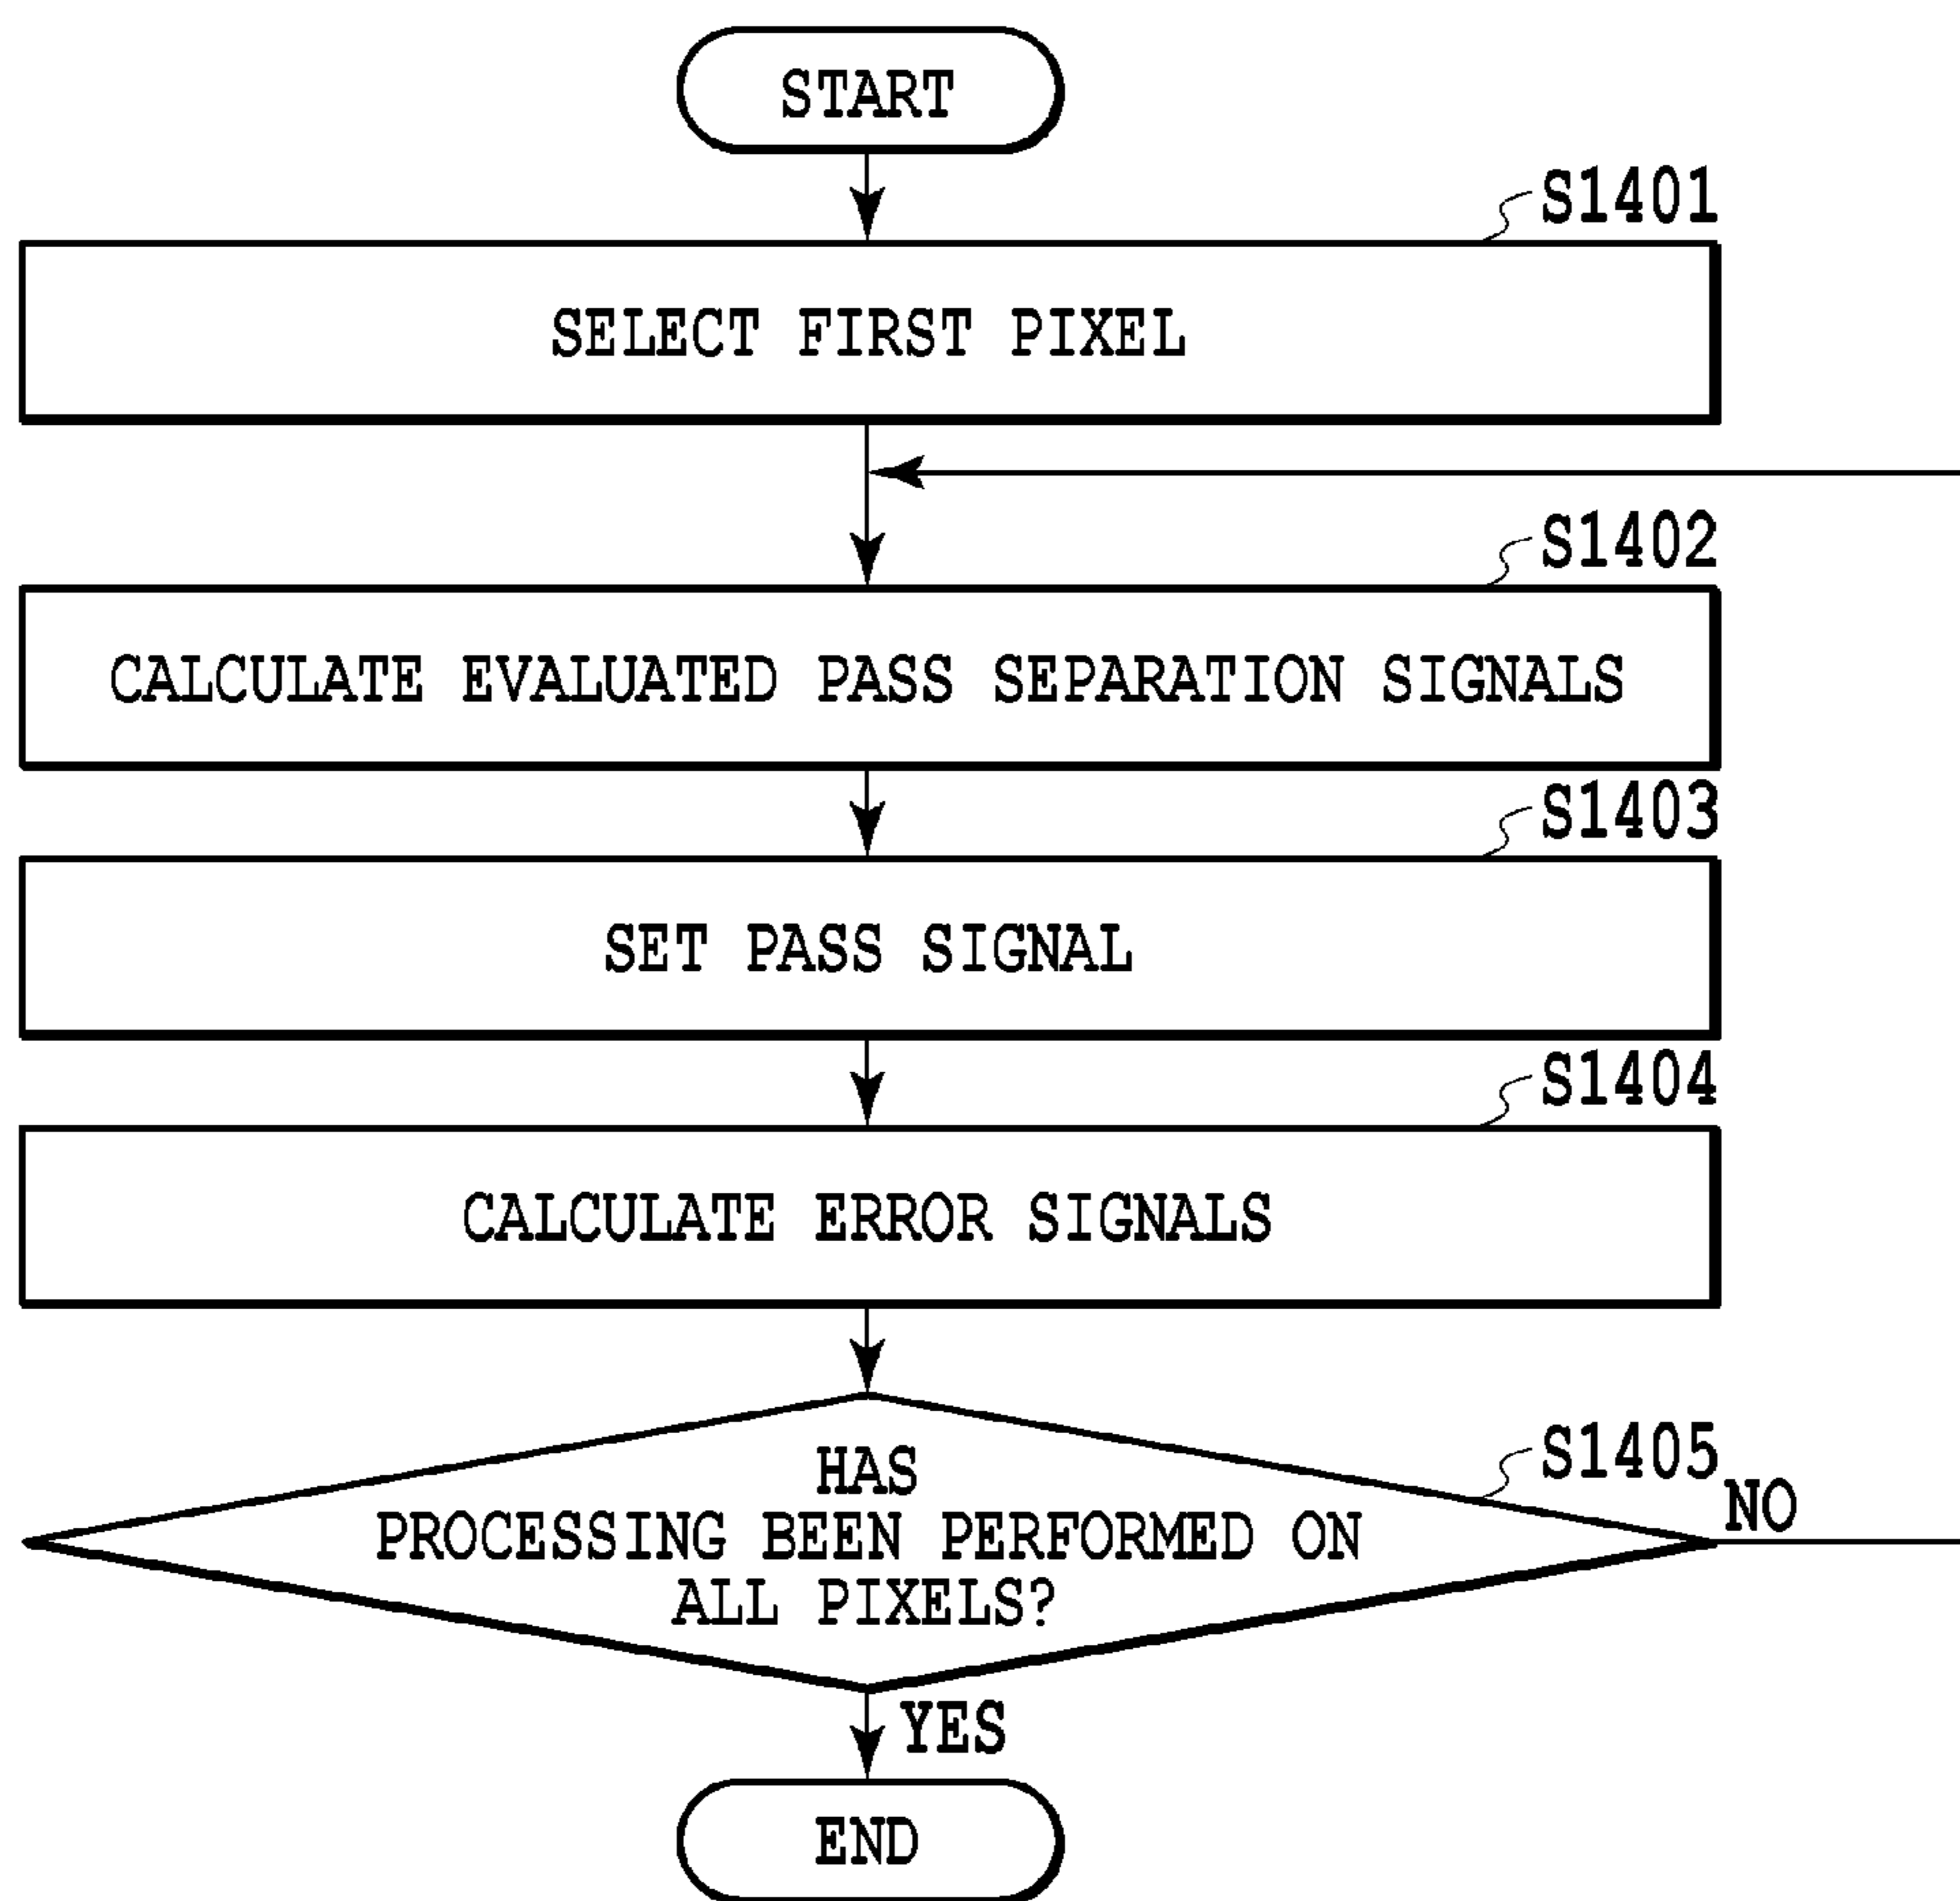 START
S1401
SELECT FIRST PIXEL
S1402
CALCULATE EVALUATED PASS SEPARATION SIGNALS
S1403
SET PASS SIGNAL
S1404
CALCULATE ERROR SIGNALS
S1405
HAS
PROCESSING BEEN PERFORMED ON
ALL PIXELS?
NO
YES
END